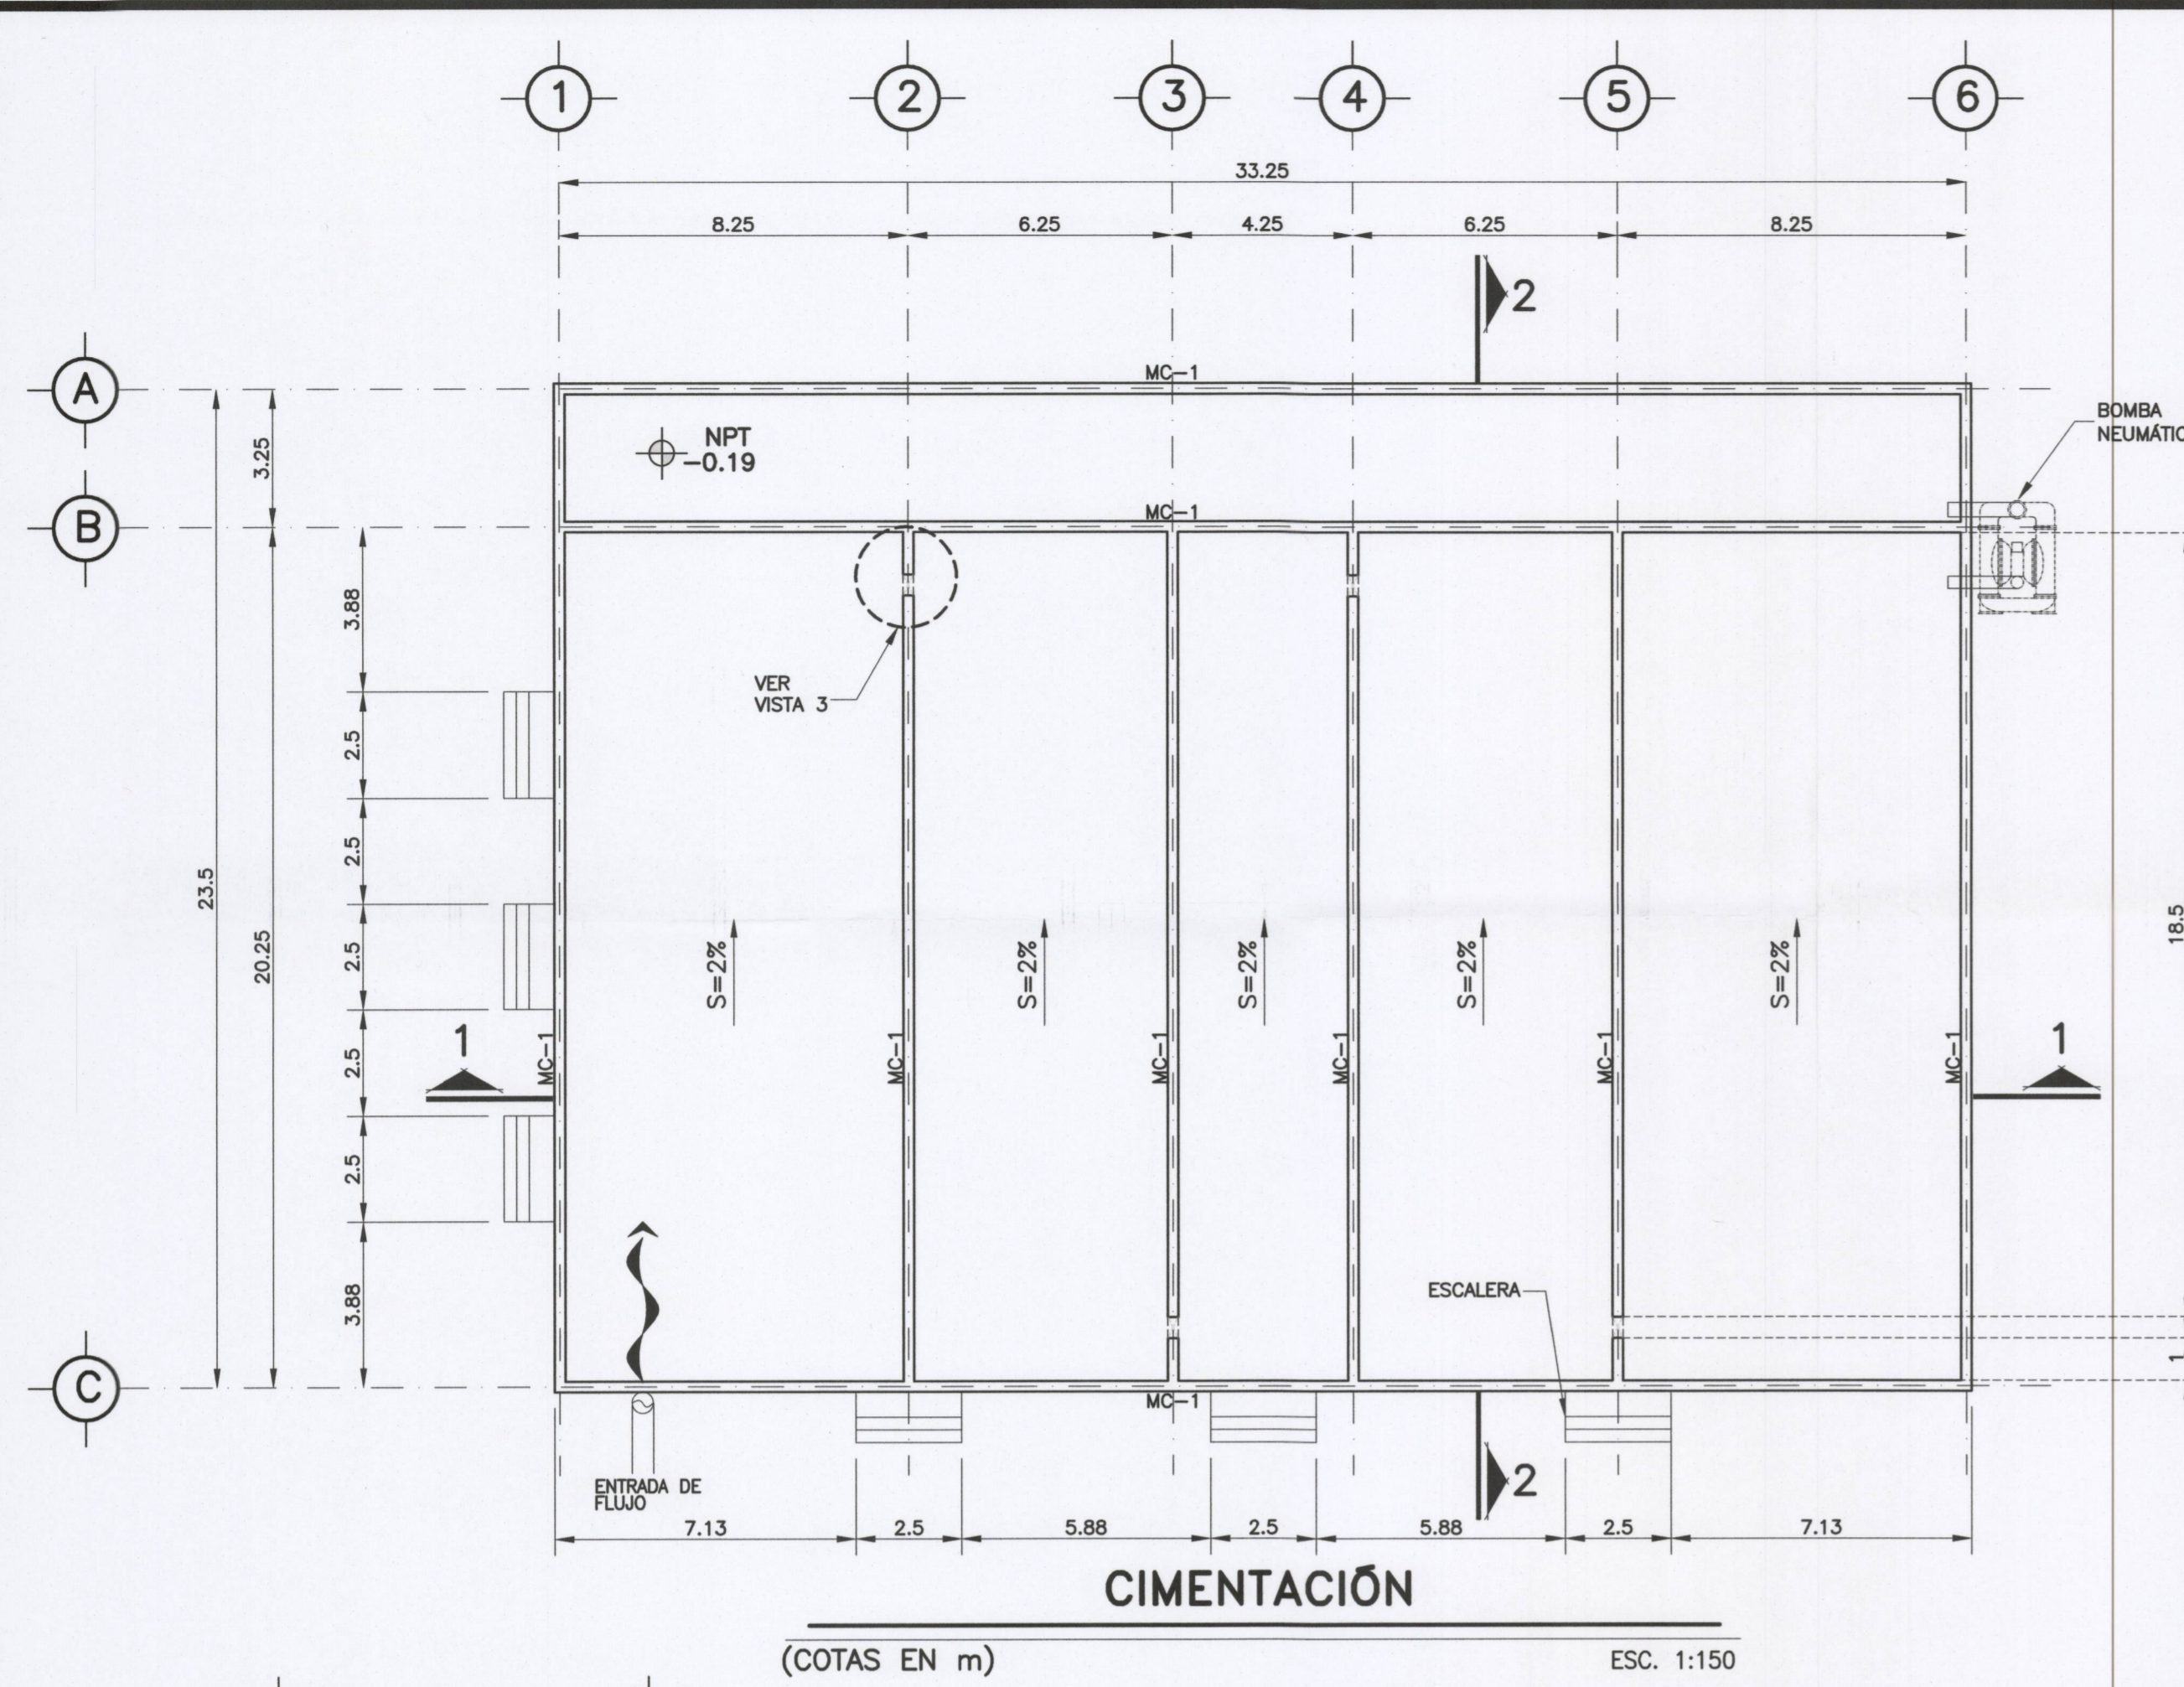 1 2 3 4 5 6
33.25
8.25 6.25 4.25 6.25 8.25
2
A
MC-1
BOMBA
NPT
-0.19
3.25
B
MC-1
3.88
VER
VISTA 3
2.5
2.5
23.5
20.25
2.5
S=2% S=2% S=2% S=2% S=2%
18.5
1
2.5
MC-1 MC-1 MC-1 MC-1 MC-1 MC-1
1
2.5
3.88
ESCALERA
1
C
MC-1
ENTRADA DE
FLUJO
2
7.13 2.5 5.88 2.5 5.88 2.5 7.13
CIMENTACIÓN
(COTAS EN m)
ESC. 1:150